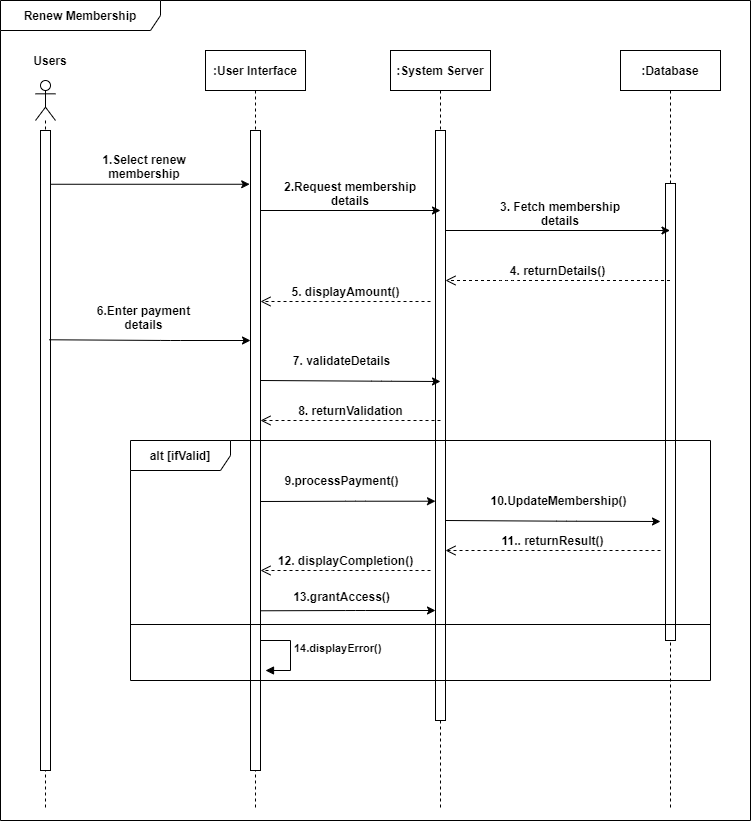 Renew Membership
Users
:User Interface
:System Server
:Database
1.Select renew
membership
2.Request membership
details
3. Fetch membership
details
4. returnDetails()
5. displayAmount()
6.Enter payment
details
7. validateDetails
8. returnValidation
alt [ifValid]
9.processPayment()
10.UpdateMembership()
11.. returnResult()
12. displayCompletion()
13.grantAccess()
14.displayError()